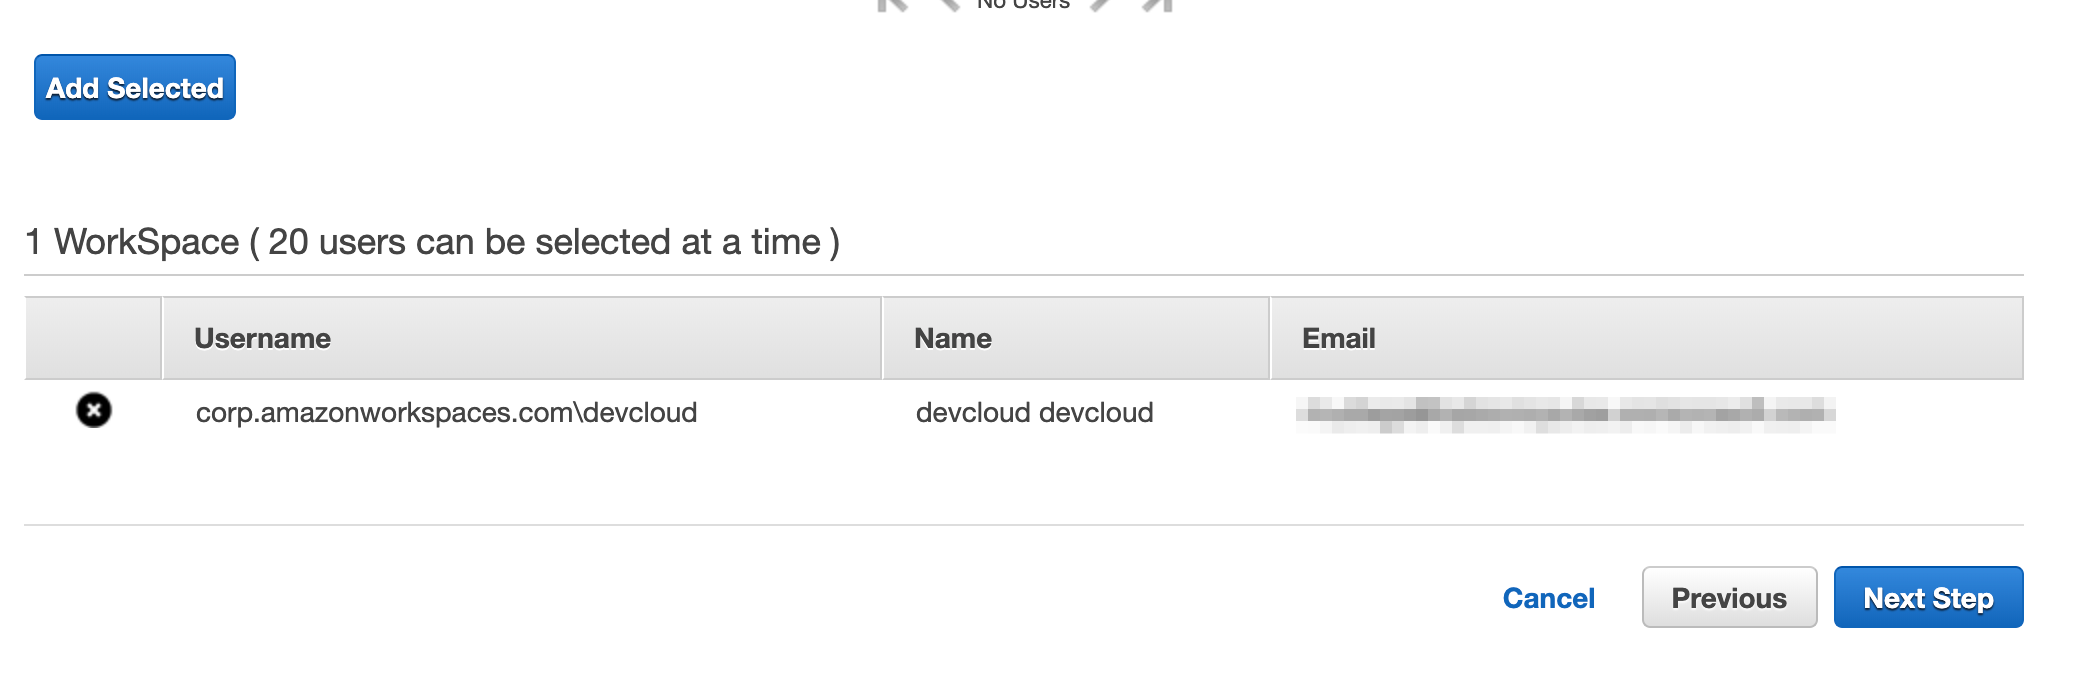 No Users
Add Selected
1 WorkSpace ( 20 users can be selected at a time )
Username Name Email
corp.amazonworkspaces.com\devcloud devcloud devcloud
Cancel Previous Next Step